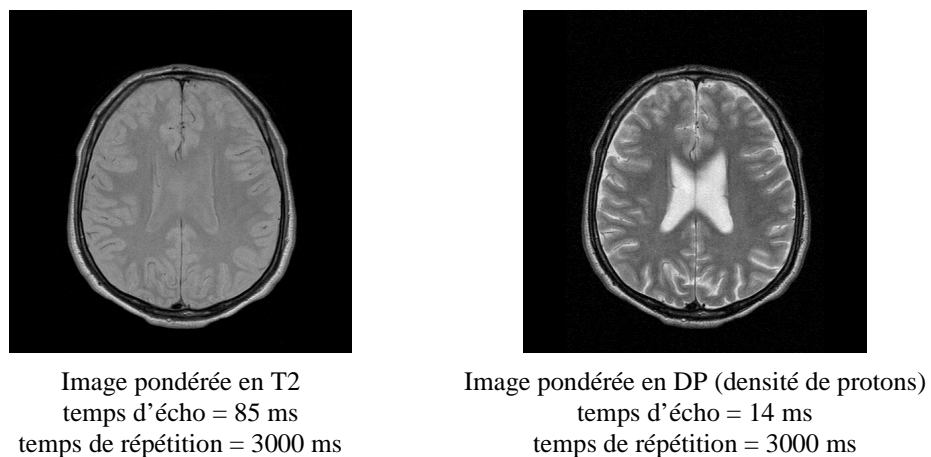 Image pondérée en T2
temps d’écho = 85 ms
temps de répétition = 3000 ms
Image pondérée en DP (densité de protons)
temps d’écho = 14 ms
temps de répétition = 3000 ms